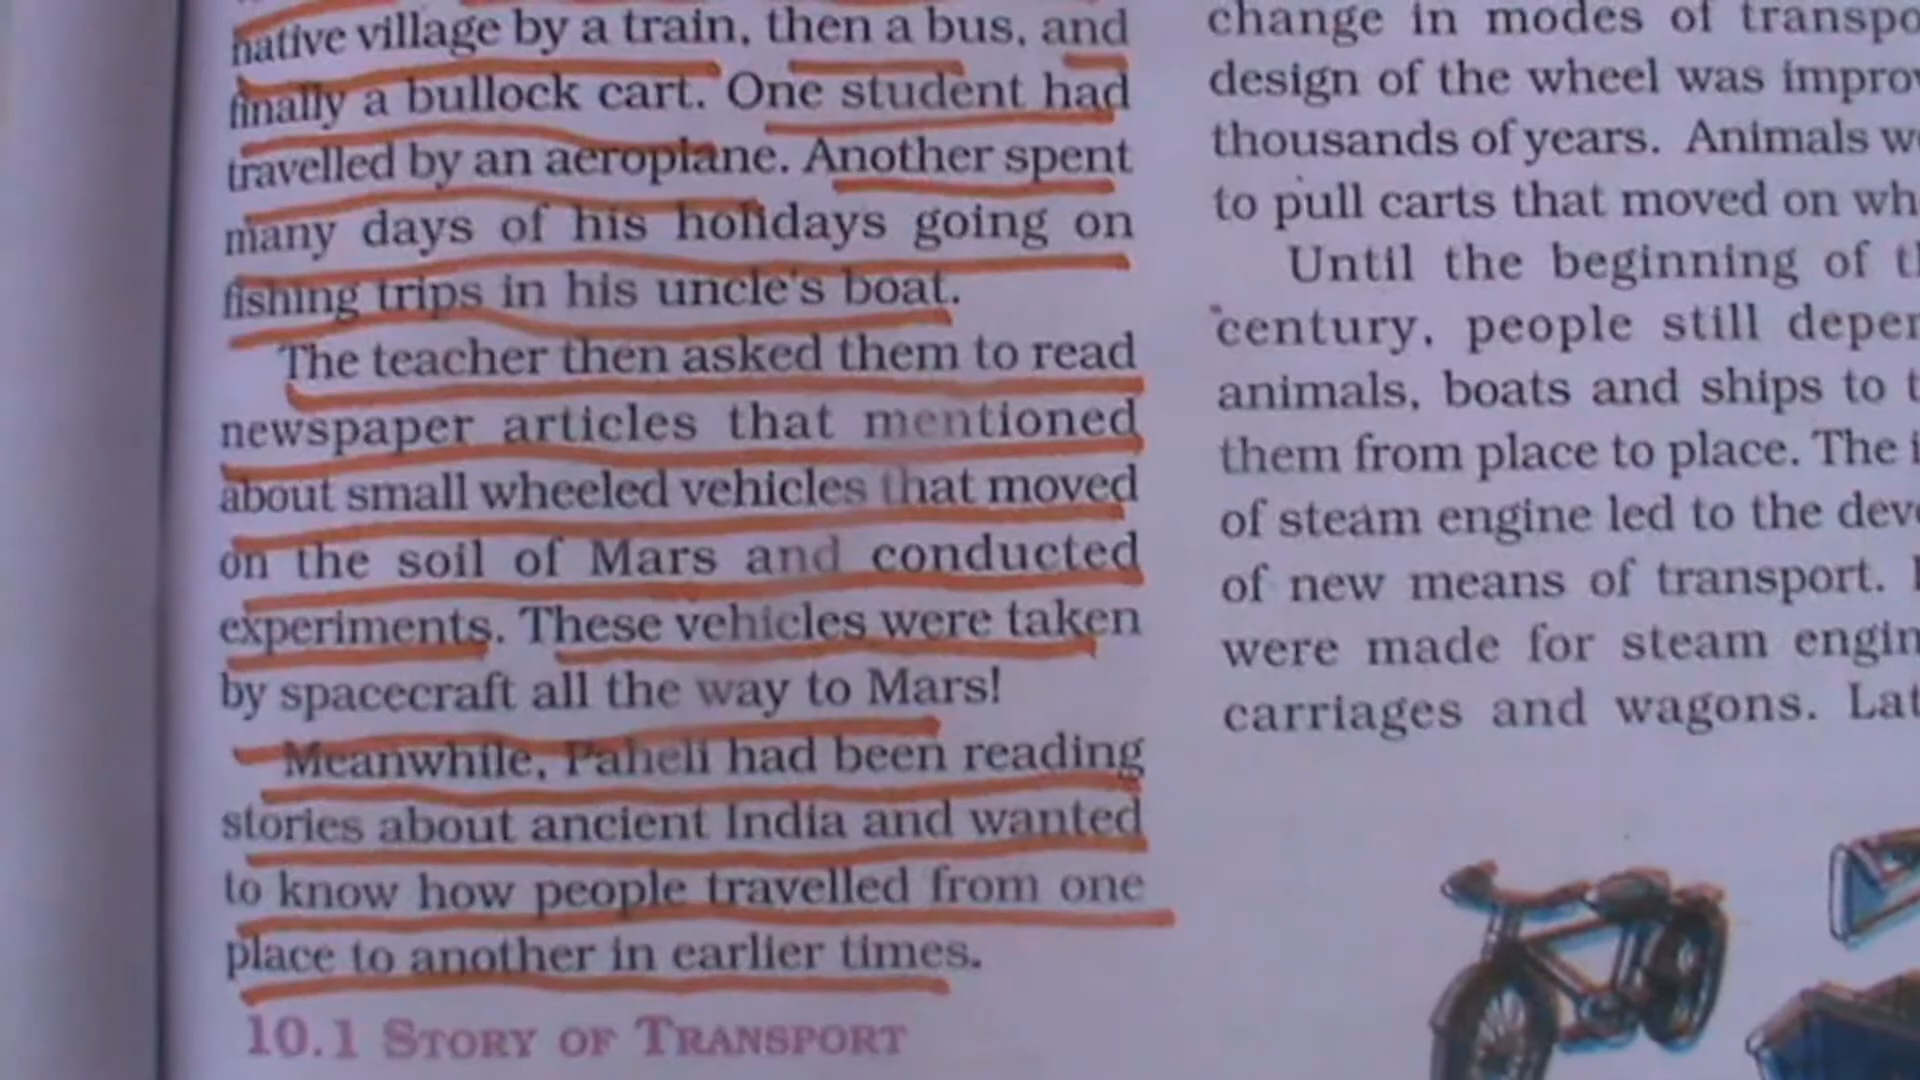 native village by a train, then a bus, and
finally a bullock cart. One student had
travelled by an aeroplane. Another spent
many days of his holidays going on
fishing trips in his uncle's boat.
The teacher then asked them to read
newspaper articles that mentioned
about small wheeled vehicles that moved
on the soil of Mars and conducted
experiments. These vehicles were taken
by spacecraft all the way to Mars!
Meanwhile, Paheli had been reading
stories about ancient India and wanted
to know how people travelled from one
place to another in earlier times.
10.1 STORY OF TRANSPORT
change in modes of
design of the wheel was
thousands of years. Animals
to pull carts that moved on
Until the beginning of
century, people still
animals, boats and ships to
them from place to place. The
of steam engine led to the
of new means of transport.
were made for steam
carriages and wagons.